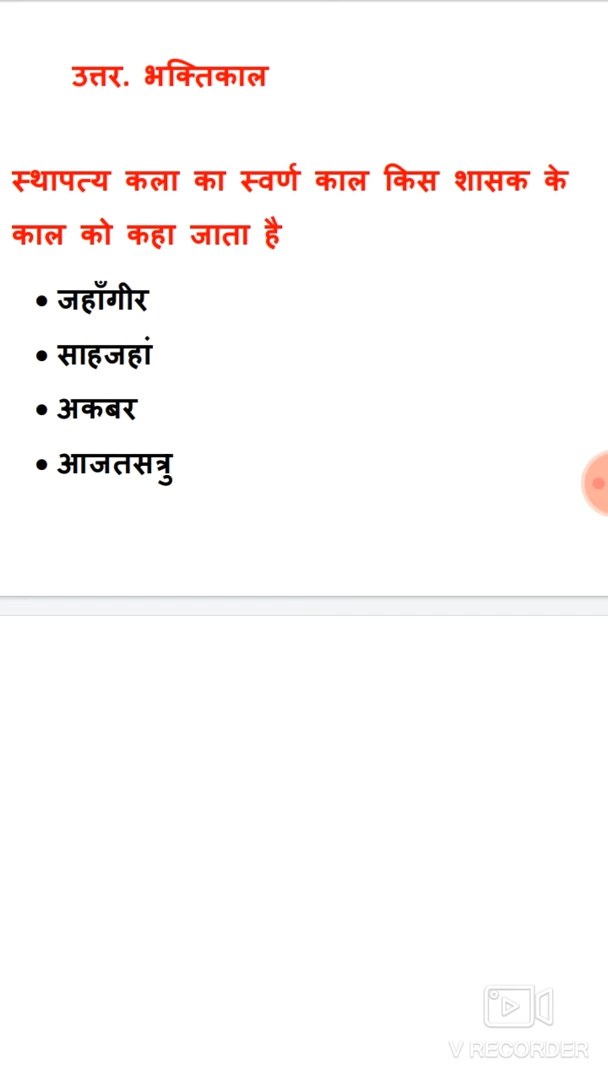 उत्तर. भक्तिकाल
स्थापत्य कला का स्वर्ण काल किस शासक के
काल को कहा जाता है
• जहाँगीर
• साहजहां
• अकबर
• आजतसत्रु
V RECORDER